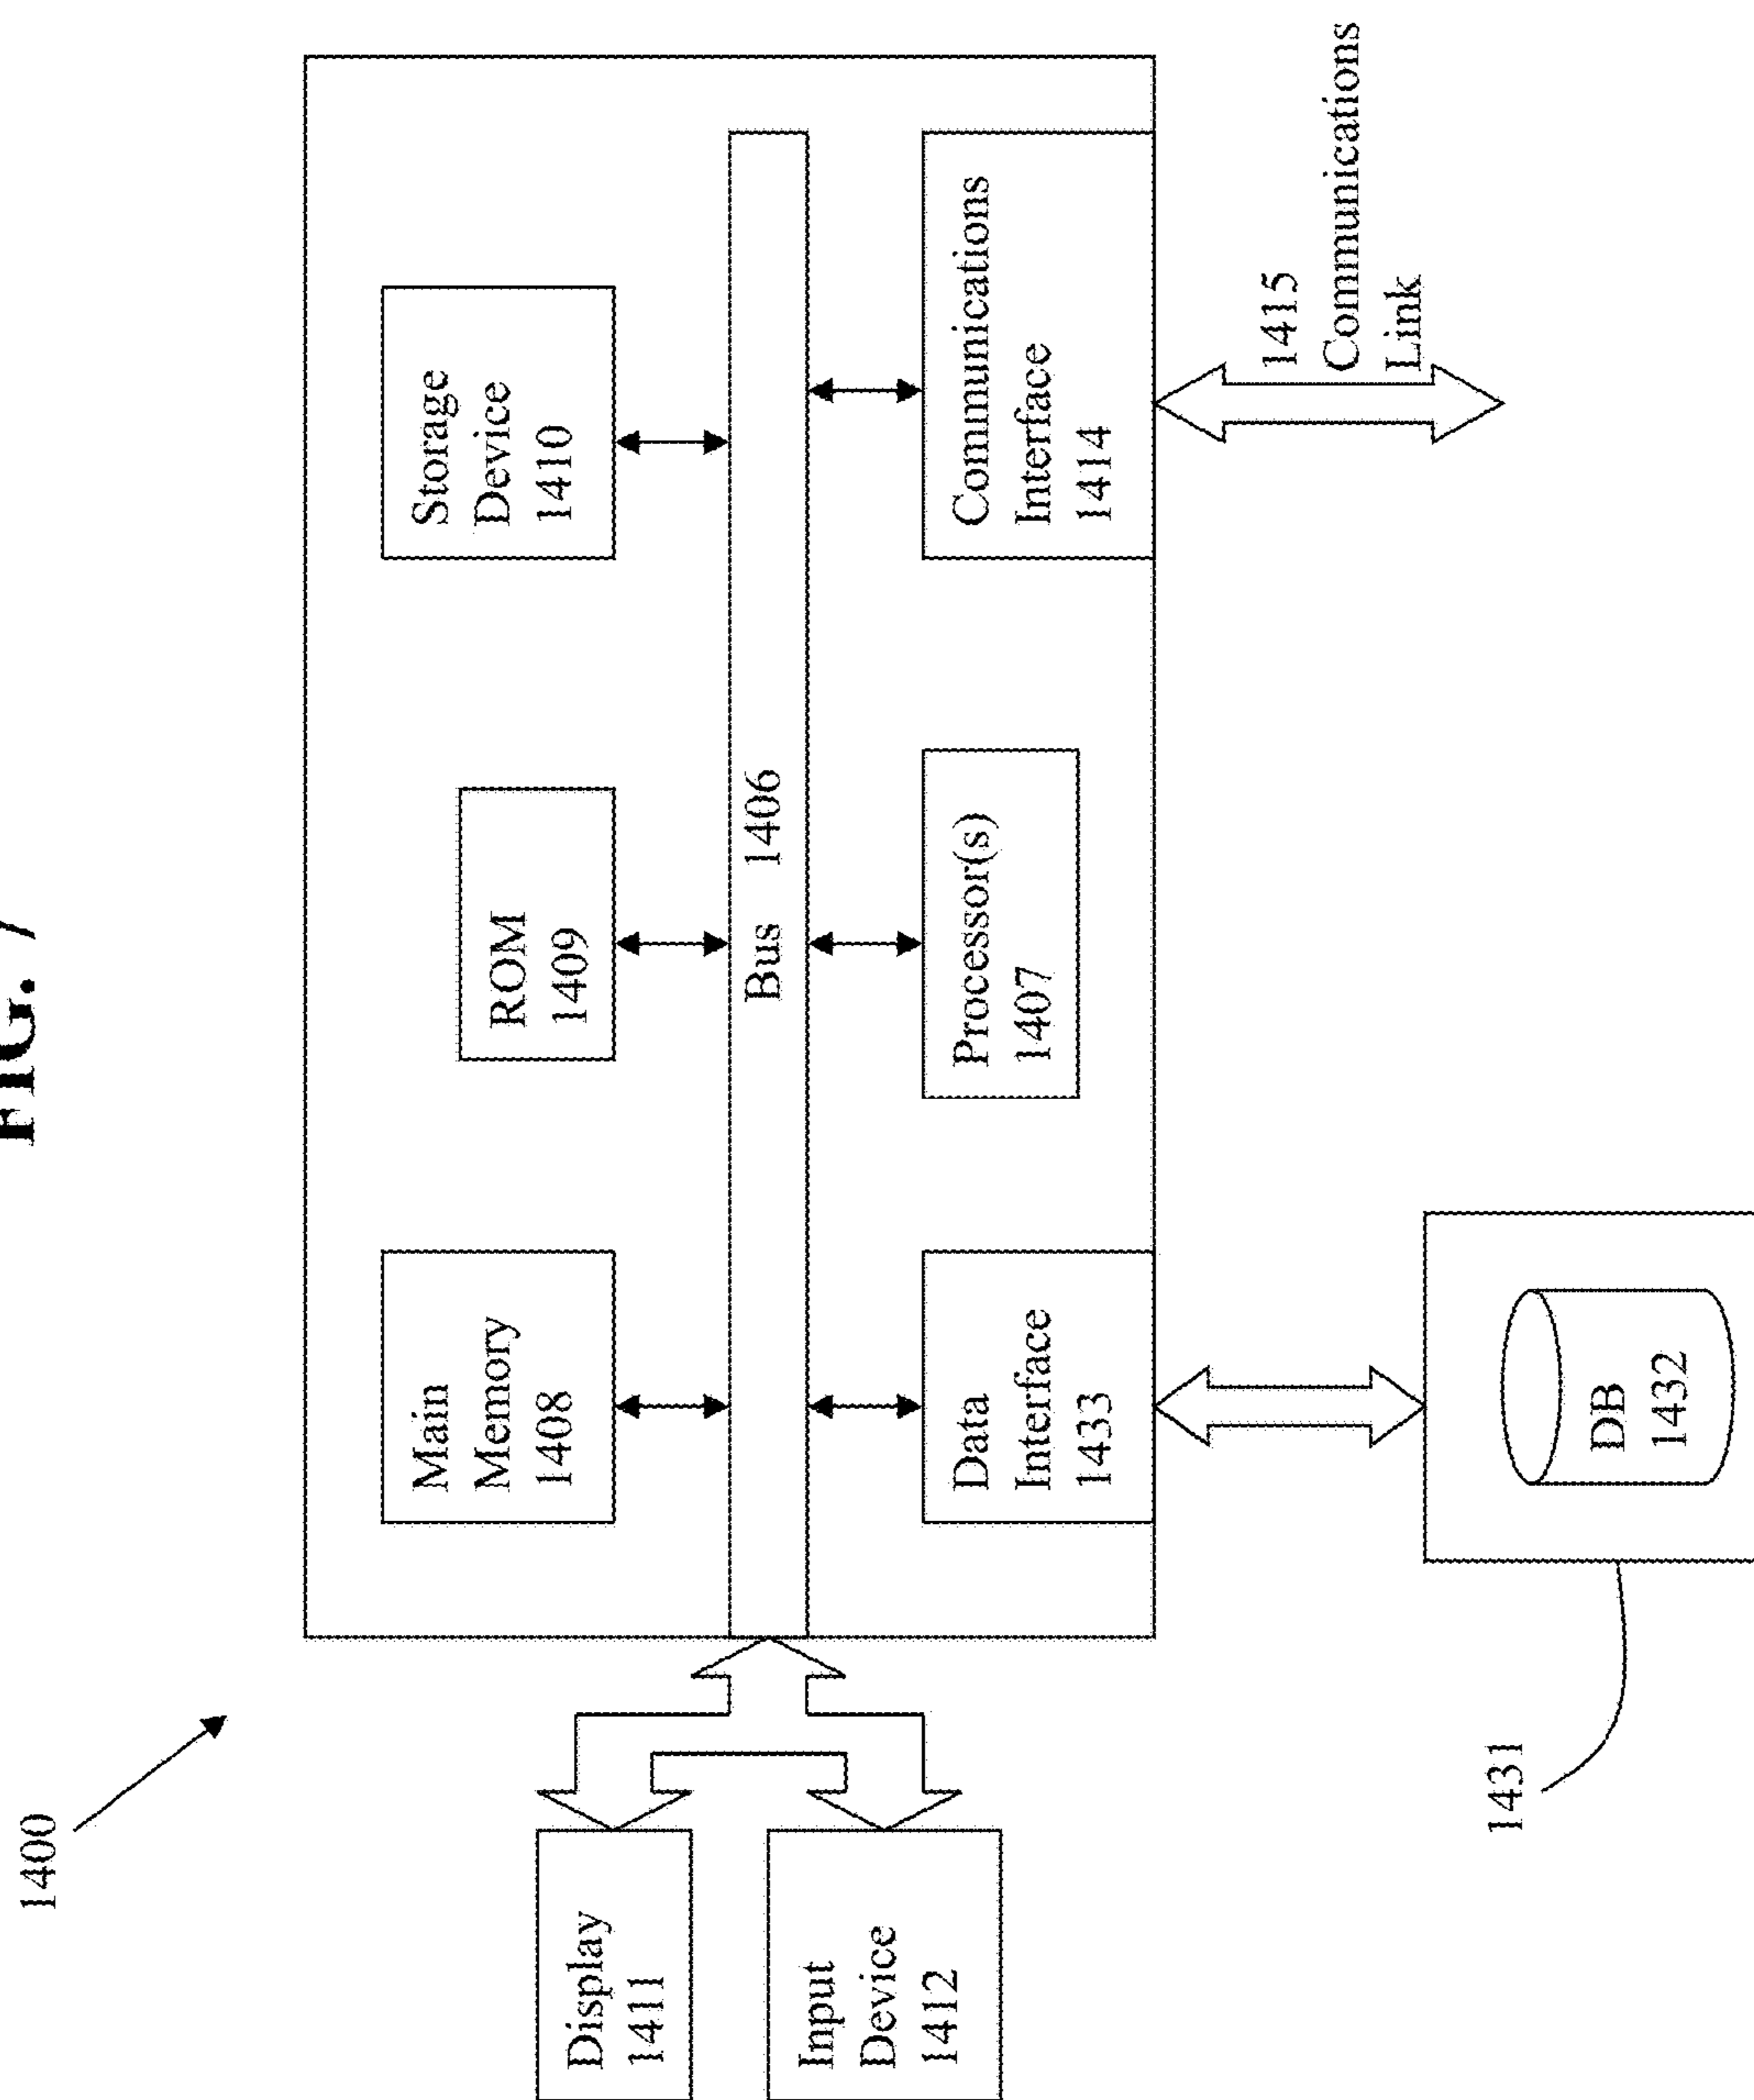 FIG. 7
1400
Main
Memory
1408
ROM
1409
Storage
Device
1410
Display
1411
Bus 1406
Input
Device
1412
Data
Interface
1433
Processor(s)
1407
Communications
Interface
1414
1415
Communications
Link
1431
DB
1432